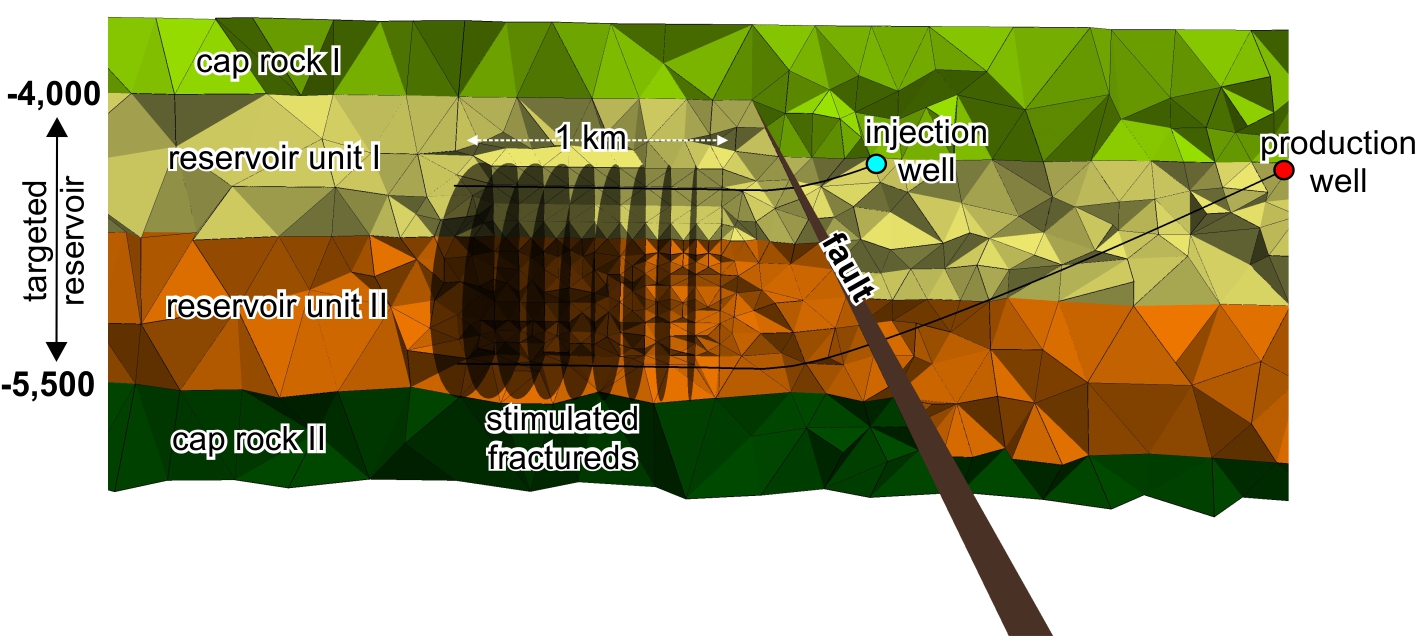 cap rock I
-4,000
1 km
injection
well
production
well
reservoir unit I
targeted
reservoir
fault
reservoir unit II
-5,500
stimulated
fractureds
cap rock II